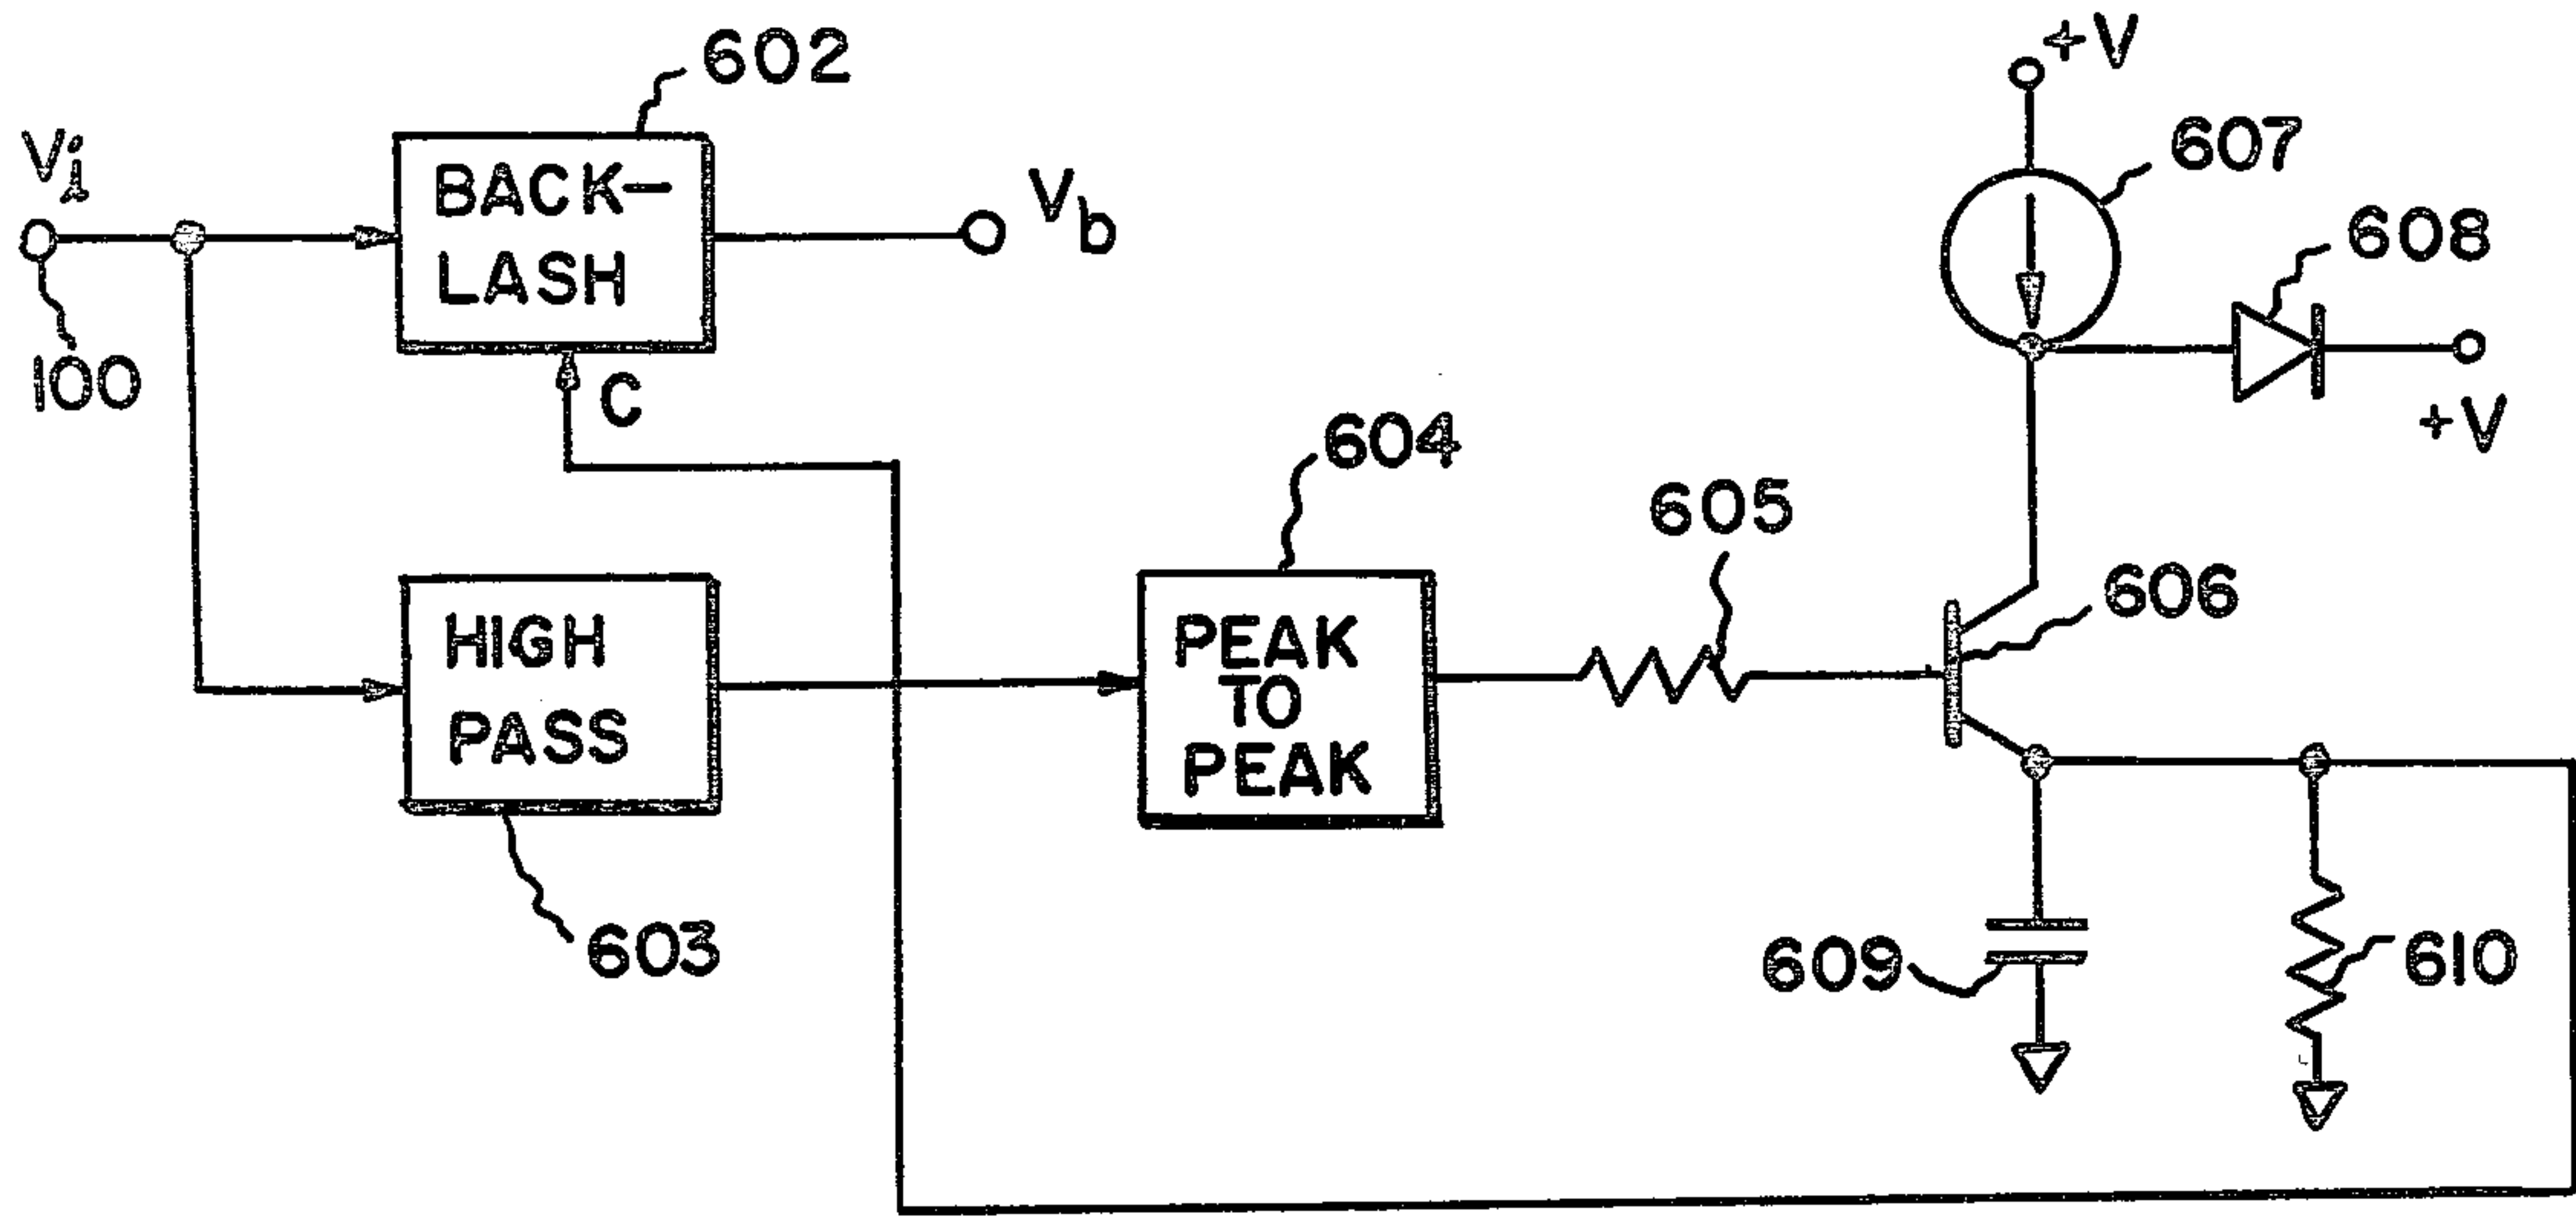 602
+V
607
Vi
BACK-
LASH
Vb
608
100
C
+V
604
605
606
HIGH
PASS
PEAK
TO
PEAK
603
609
610